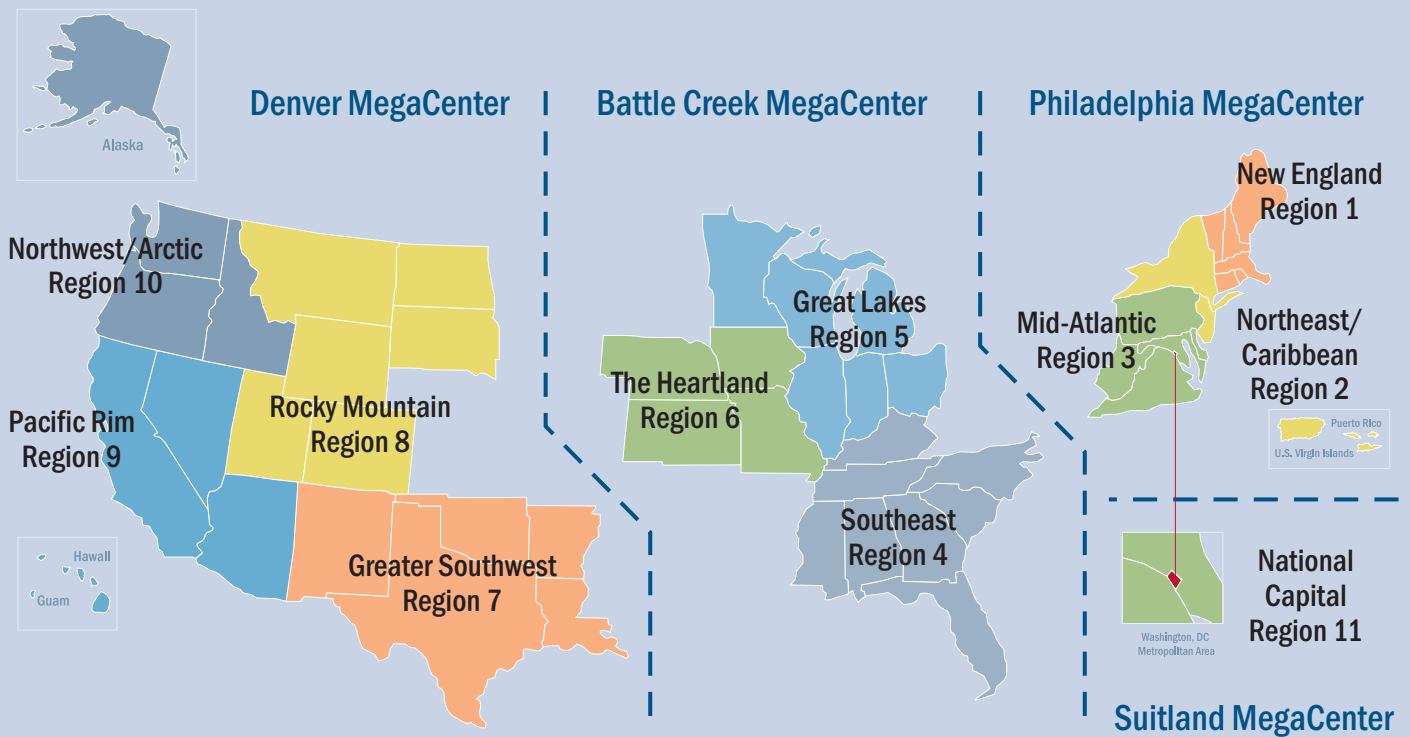 Alaska
Denver MegaCenter
Northwest/Arctic
Region 10
Pacific Rim
Region 9
Rocky Mountain
Region 8
Greater Southwest
Region 7
Hawall
Guam
Battle Creek MegaCenter
Great Lakes
Region 5
The Heartland
Region 6
Southeast
Region 4
Philadelphia MegaCenter
New England
Region 1
Mid-Atlantic
Region 3
Northeast/
Caribbean
Region 2
Puerto RIco
U.S. Virgin Islands
National
Capital
Region 11
Washington, DC
Metropolitan Area
Suitland MegaCenter